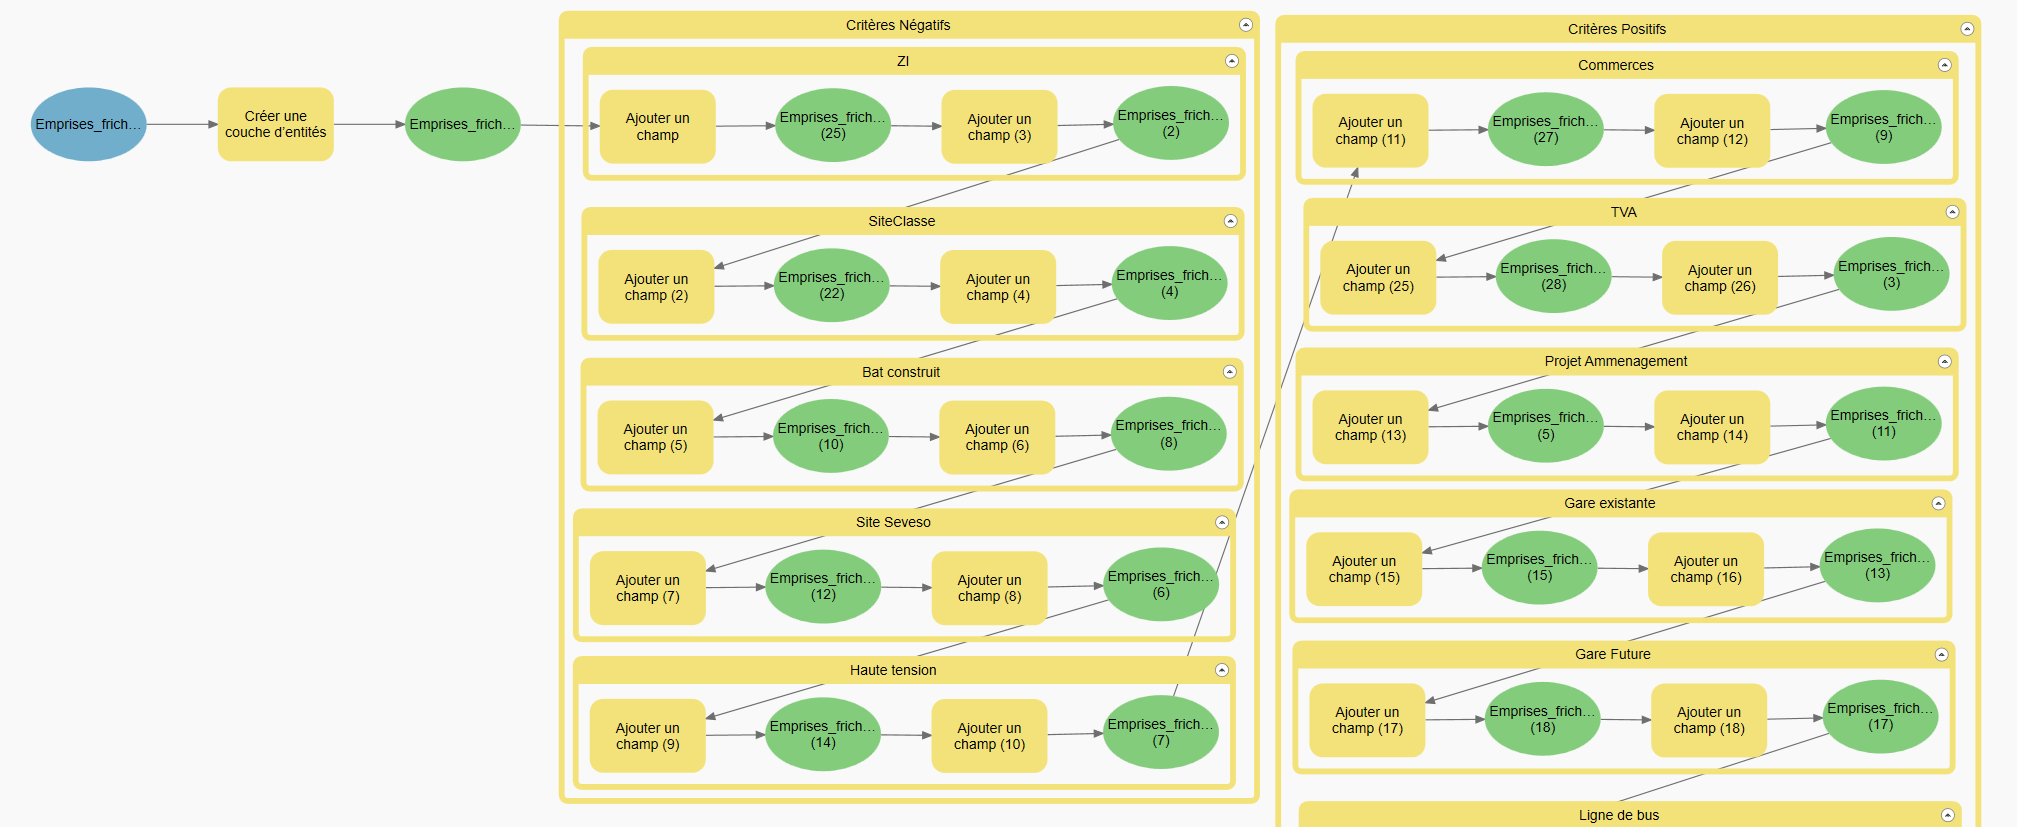 Emprises_frich...
Créer une
couche d'entités
Emprises_frich...
Critères Négatifs
ZI
Ajouter un
champ
Emprises_frich...
(25)
Ajouter un
champ (3)
Emprises_frich...
(2)
SiteClasse
Ajouter un
champ (2)
Emprises_frich...
(22)
Ajouter un
champ (4)
Emprises_frich...
(4)
Bat construit
Ajouter un
champ (5)
Emprises_frich...
(10)
Ajouter un
champ (6)
Emprises_frich...
(8)
Site Seveso
Ajouter un
champ (7)
Emprises_frich...
(12)
Ajouter un
champ (8)
Emprises_frich...
(6)
Haute tension
Ajouter un
champ (9)
Emprises_frich...
(14)
Ajouter un
champ (10)
Emprises_frich...
(7)
Critères Positifs
Commerces
Ajouter un
champ (11)
Emprises_frich...
(27)
Ajouter un
champ (12)
Emprises_frich...
(9)
TVA
Ajouter un
champ (25)
Emprises_frich...
(28)
Ajouter un
champ (26)
Emprises_frich...
(3)
Projet Ammenagement
Ajouter un
champ (13)
Emprises_frich...
(5)
Ajouter un
champ (14)
Emprises_frich...
(11)
Gare existante
Ajouter un
champ (15)
Emprises_frich...
(15)
Ajouter un
champ (16)
Emprises_frich...
(13)
Gare Future
Ajouter un
champ (17)
Emprises_frich...
(18)
Ajouter un
champ (18)
Emprises_frich...
(17)
Ligne de bus